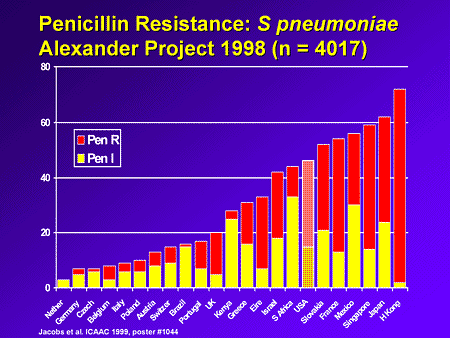 Penicillin Resistance: S pneumoniae
Alexander Project 1998 (n = 4017)
80
60
40
20
0
Pen R
Pen I
Nether
Germany
Czech
Belgium
Italy
Poland
Austria
Switzer
Brazil
Portugal
UK
Kenya
Greece
Eire
Israel
S Africa
USA
Slovakia
France
Mexico
Singapore
Japan
H Kong
Jacobs et al. ICAAC 1999, poster #1044